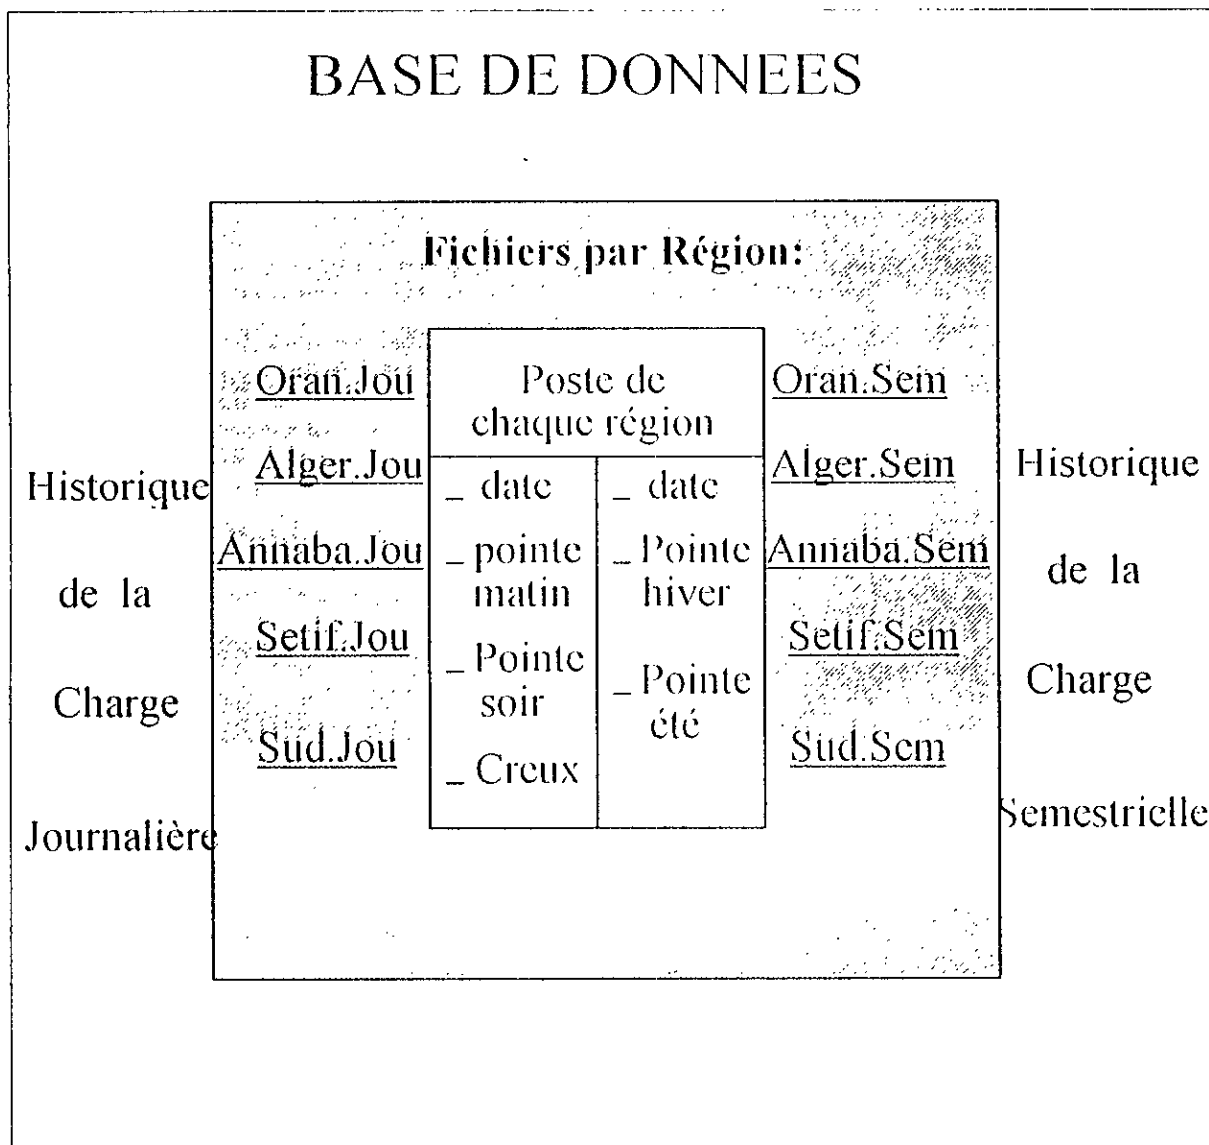 BASE DE DONNEES
Fichiers par Région:
Historique
de la
Charge
Journalière
Oran.Jou
Alger.Jou
Annaba.Jou
Setif.Jou
Sud.Jou
Poste de
chaque région
_ date
_ pointe
matin
_ Pointe
soir
_ Creux
_ date
_ Pointe
hiver
_ Pointe
été
Oran.Sem
Alger.Sem
Annaba.Sem
Setif.Sem
Sud.Sem
Historique
de la
Charge
Semestrielle